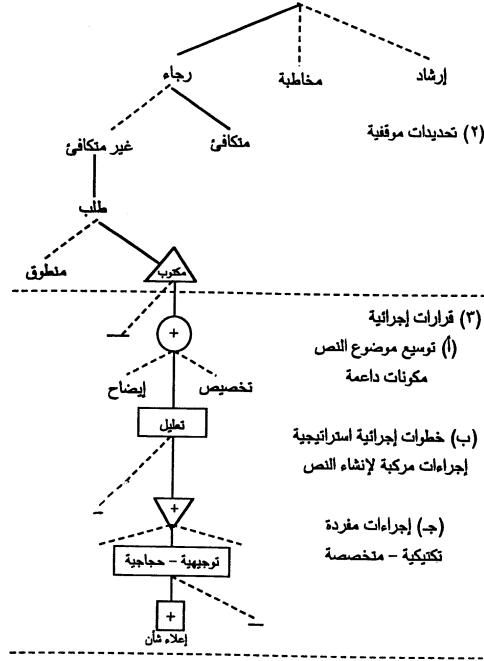 إرشاد مخاطبة رجاء
(٢) تحديدات موقفية
متكافئ غير متكافئ
طلب
مكتوب منطوق
(٣) قرارات إجرائية
+ —
(أ) توسيع موضوع النص
مكونات داعمة
تخصيص إيضاح
تعليل
(ب) خطوات إجرائية استراتيجية
إجراءات مركبة لإنشاء النص
+ —
(جـ) إجراءات مفردة
تكتيكية – متخصصة
توجيهية – حجاجية
+ —
إعلاء شأن